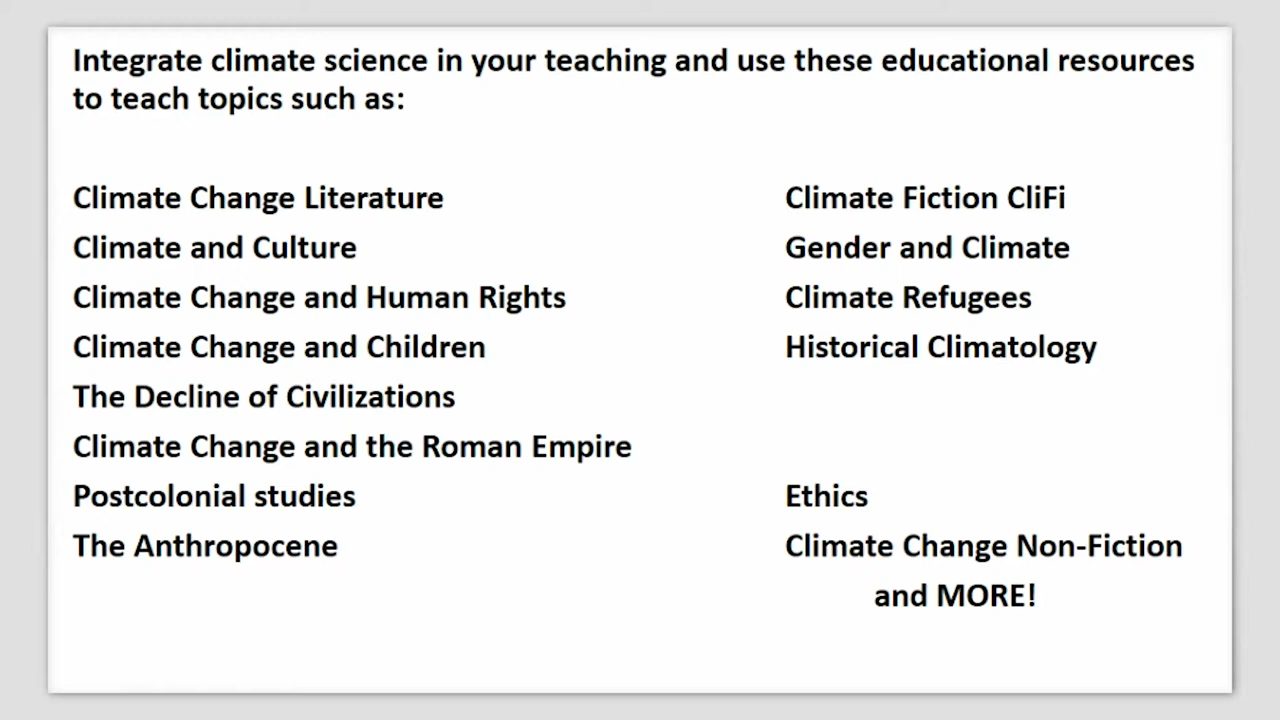 Integrate climate science in your teaching and use these educational resources
to teach topics such as:
Climate Change Literature
Climate and Culture
Climate Change and Human Rights
Climate Change and Children
The Decline of Civilizations
Climate Change and the Roman Empire
Postcolonial studies
The Anthropocene
Climate Fiction CliFi
Gender and Climate
Climate Refugees
Historical Climatology
Ethics
Climate Change Non-Fiction
and MORE!